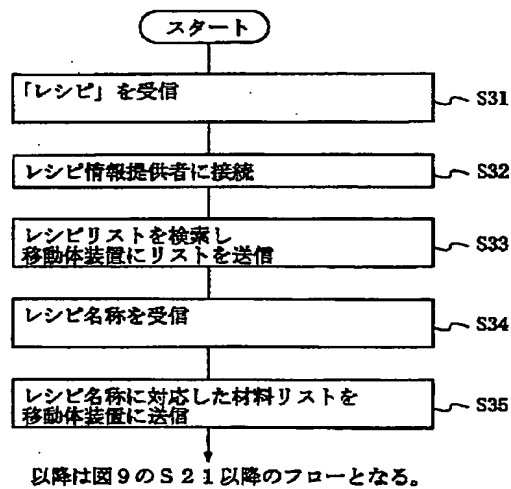 スタート
「レシピ」を受信
S31
レシピ情報提供者に接続
S32
レシピリストを検索し
移動体装置にリストを送信
S33
レシピ名称を受信
S34
レシピ名称に対応した材料リストを
移動体装置に送信
S35
以降は図9のS21以降のフローとなる。